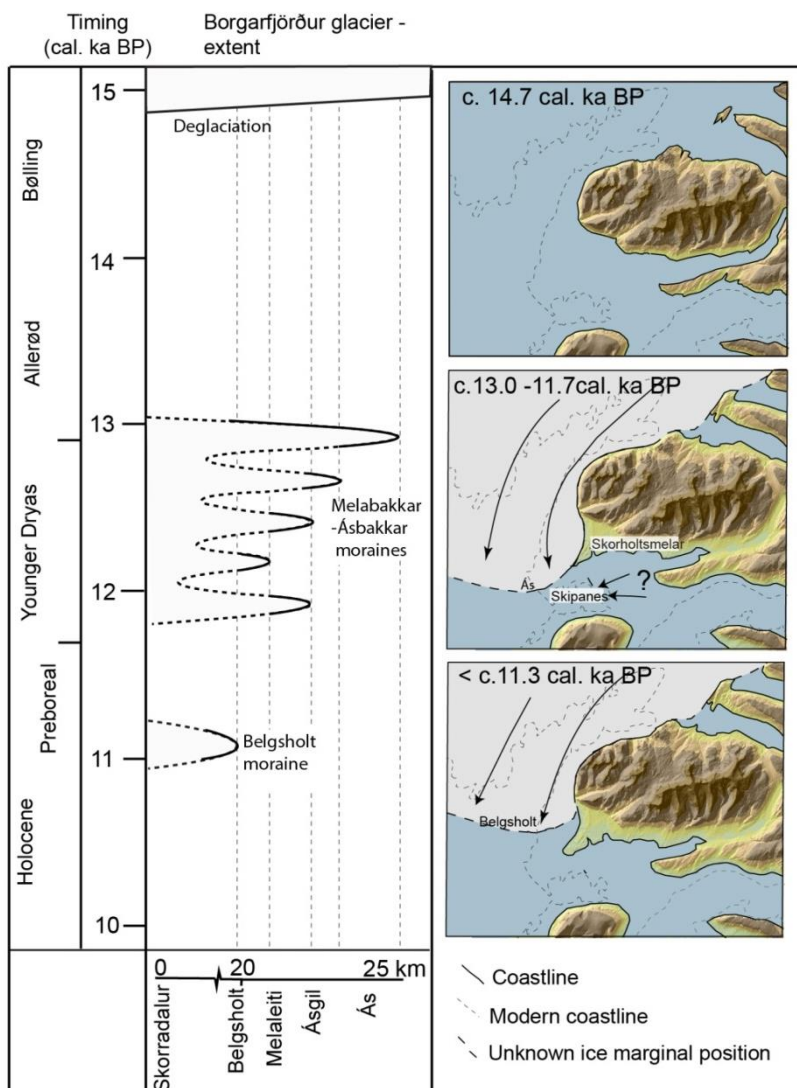 Timing
(cal. ka BP)
Borgarfjörður glacier -
extent
15
14
13
12
11
10
Bølling
Allerød
Younger Dryas
Preboreal
Holocene
Deglaciation
Melabakkar
-Ásbakkar
moraines
Belgsholt
moraine
0
20
25 km
Skorradalur
Belgsholt
Melaleiti
Ásgil
Ás
c. 14.7 cal. ka BP
c.13.0 -11.7cal. ka BP
Skorholtsmelar
Ás
?
Skipanes
< c.11.3 cal. ka BP
Belgsholt
Coastline
Modern coastline
Unknown ice marginal position